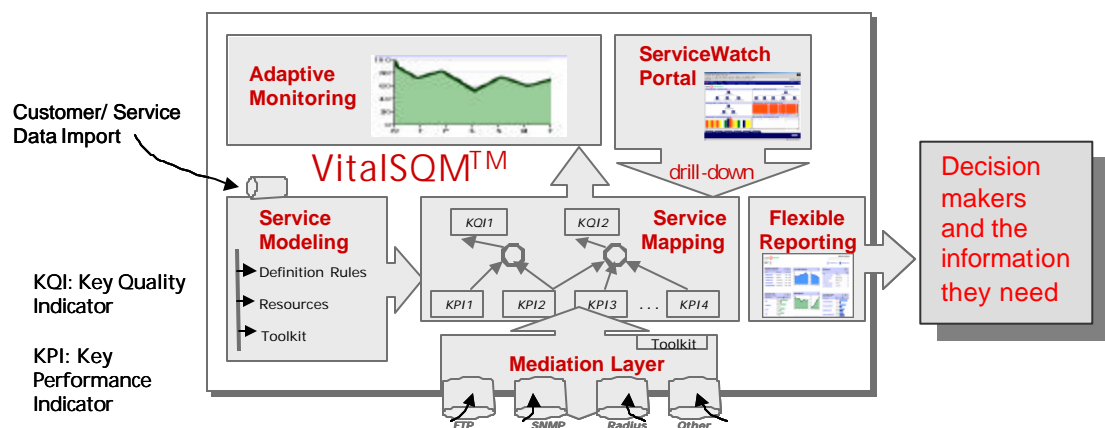 Adaptive
Monitoring
ServiceWatch
Portal
Customer/ Service
Data Import
VitalSQM™
drill-down
Service
Modeling
Definition Rules
Resources
Toolkit
KQI1
KQI2
Service
Mapping
KPI1
KPI2
KPI3
...
KPI4
Flexible
Reporting
Decision
makers
and the
information
they need
KQI: Key Quality
Indicator
KPI: Key
Performance
Indicator
Toolkit
Mediation Layer
FTP
SNMP
Radius
Other